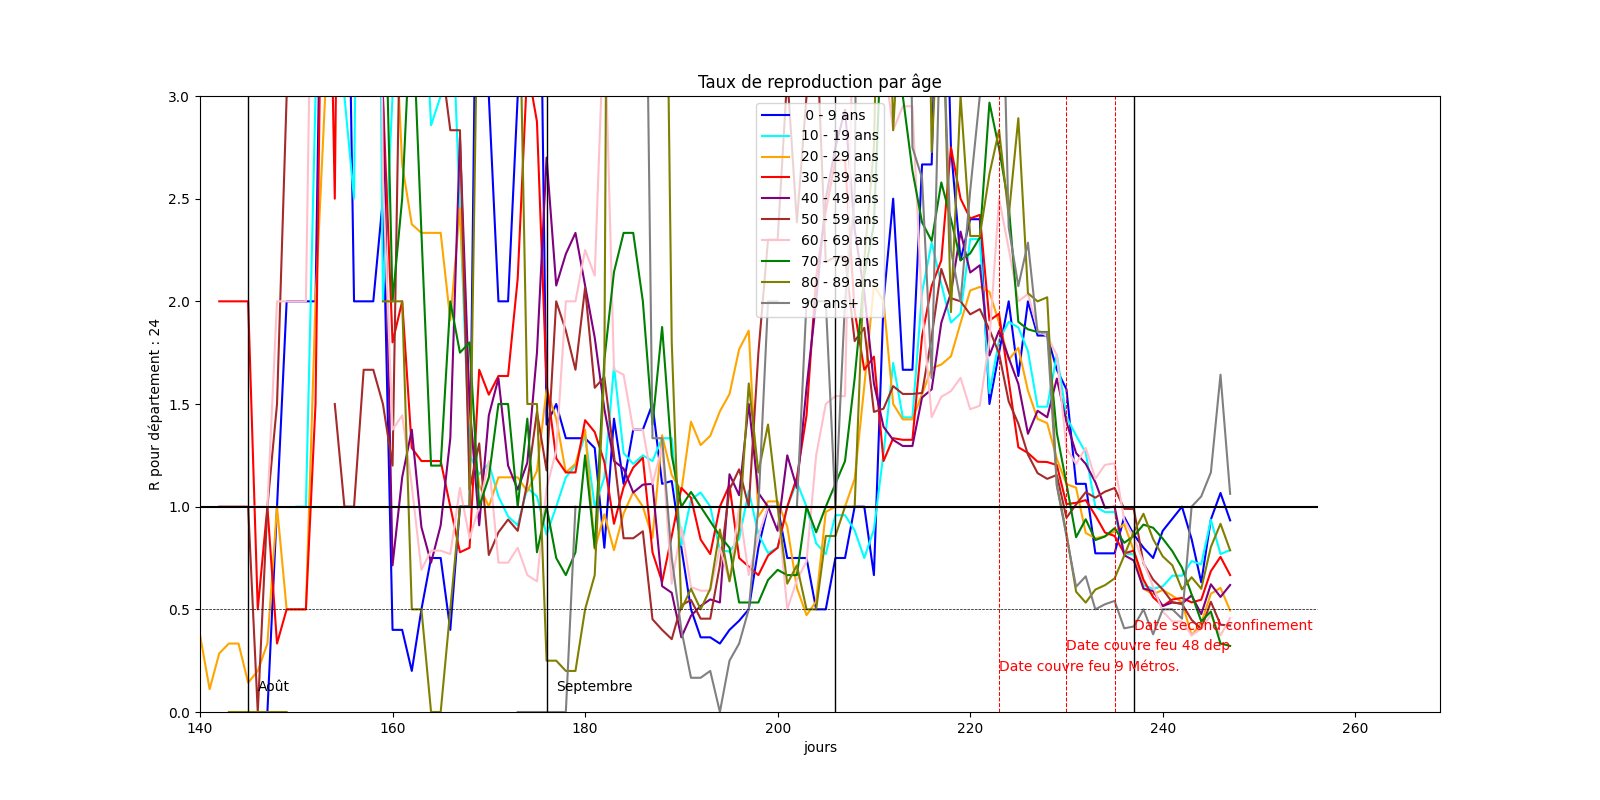 Taux de reproduction par âge
R pour département : 24
3.0
2.5
2.0
1.5
1.0
0.5
0.0
0 - 9 ans
10 - 19 ans
20 - 29 ans
30 - 39 ans
40 - 49 ans
50 - 59 ans
60 - 69 ans
70 - 79 ans
80 - 89 ans
90 ans+
Date second confinement
Date couvre feu 48 dep
Date couvre feu 9 Métros.
Août
Septembre
140
160
180
200
220
240
260
jours